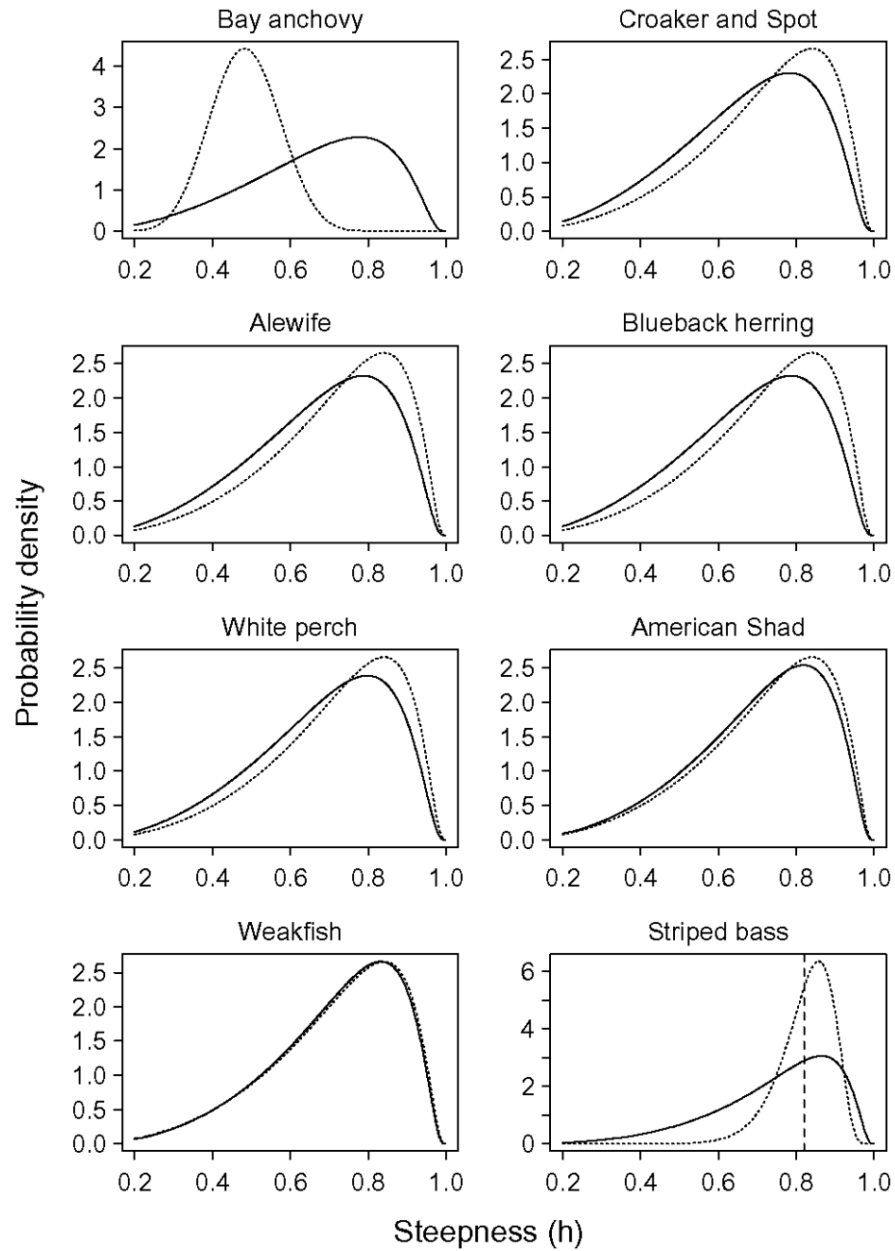 Bay anchovy
4
3
2
1
0
0.2 0.4 0.6 0.8 1.0
Croaker and Spot
2.5
2.0
1.5
1.0
0.5
0.0
0.2 0.4 0.6 0.8 1.0
Alewife
2.5
2.0
1.5
1.0
0.5
0.0
0.2 0.4 0.6 0.8 1.0
Blueback herring
2.5
2.0
1.5
1.0
0.5
0.0
0.2 0.4 0.6 0.8 1.0
White perch
2.5
2.0
1.5
1.0
0.5
0.0
0.2 0.4 0.6 0.8 1.0
American Shad
2.5
2.0
1.5
1.0
0.5
0.0
0.2 0.4 0.6 0.8 1.0
Weakfish
2.5
2.0
1.5
1.0
0.5
0.0
0.2 0.4 0.6 0.8 1.0
Striped bass
6
4
2
0
0.2 0.4 0.6 0.8 1.0
Probability density
Steepness (h)